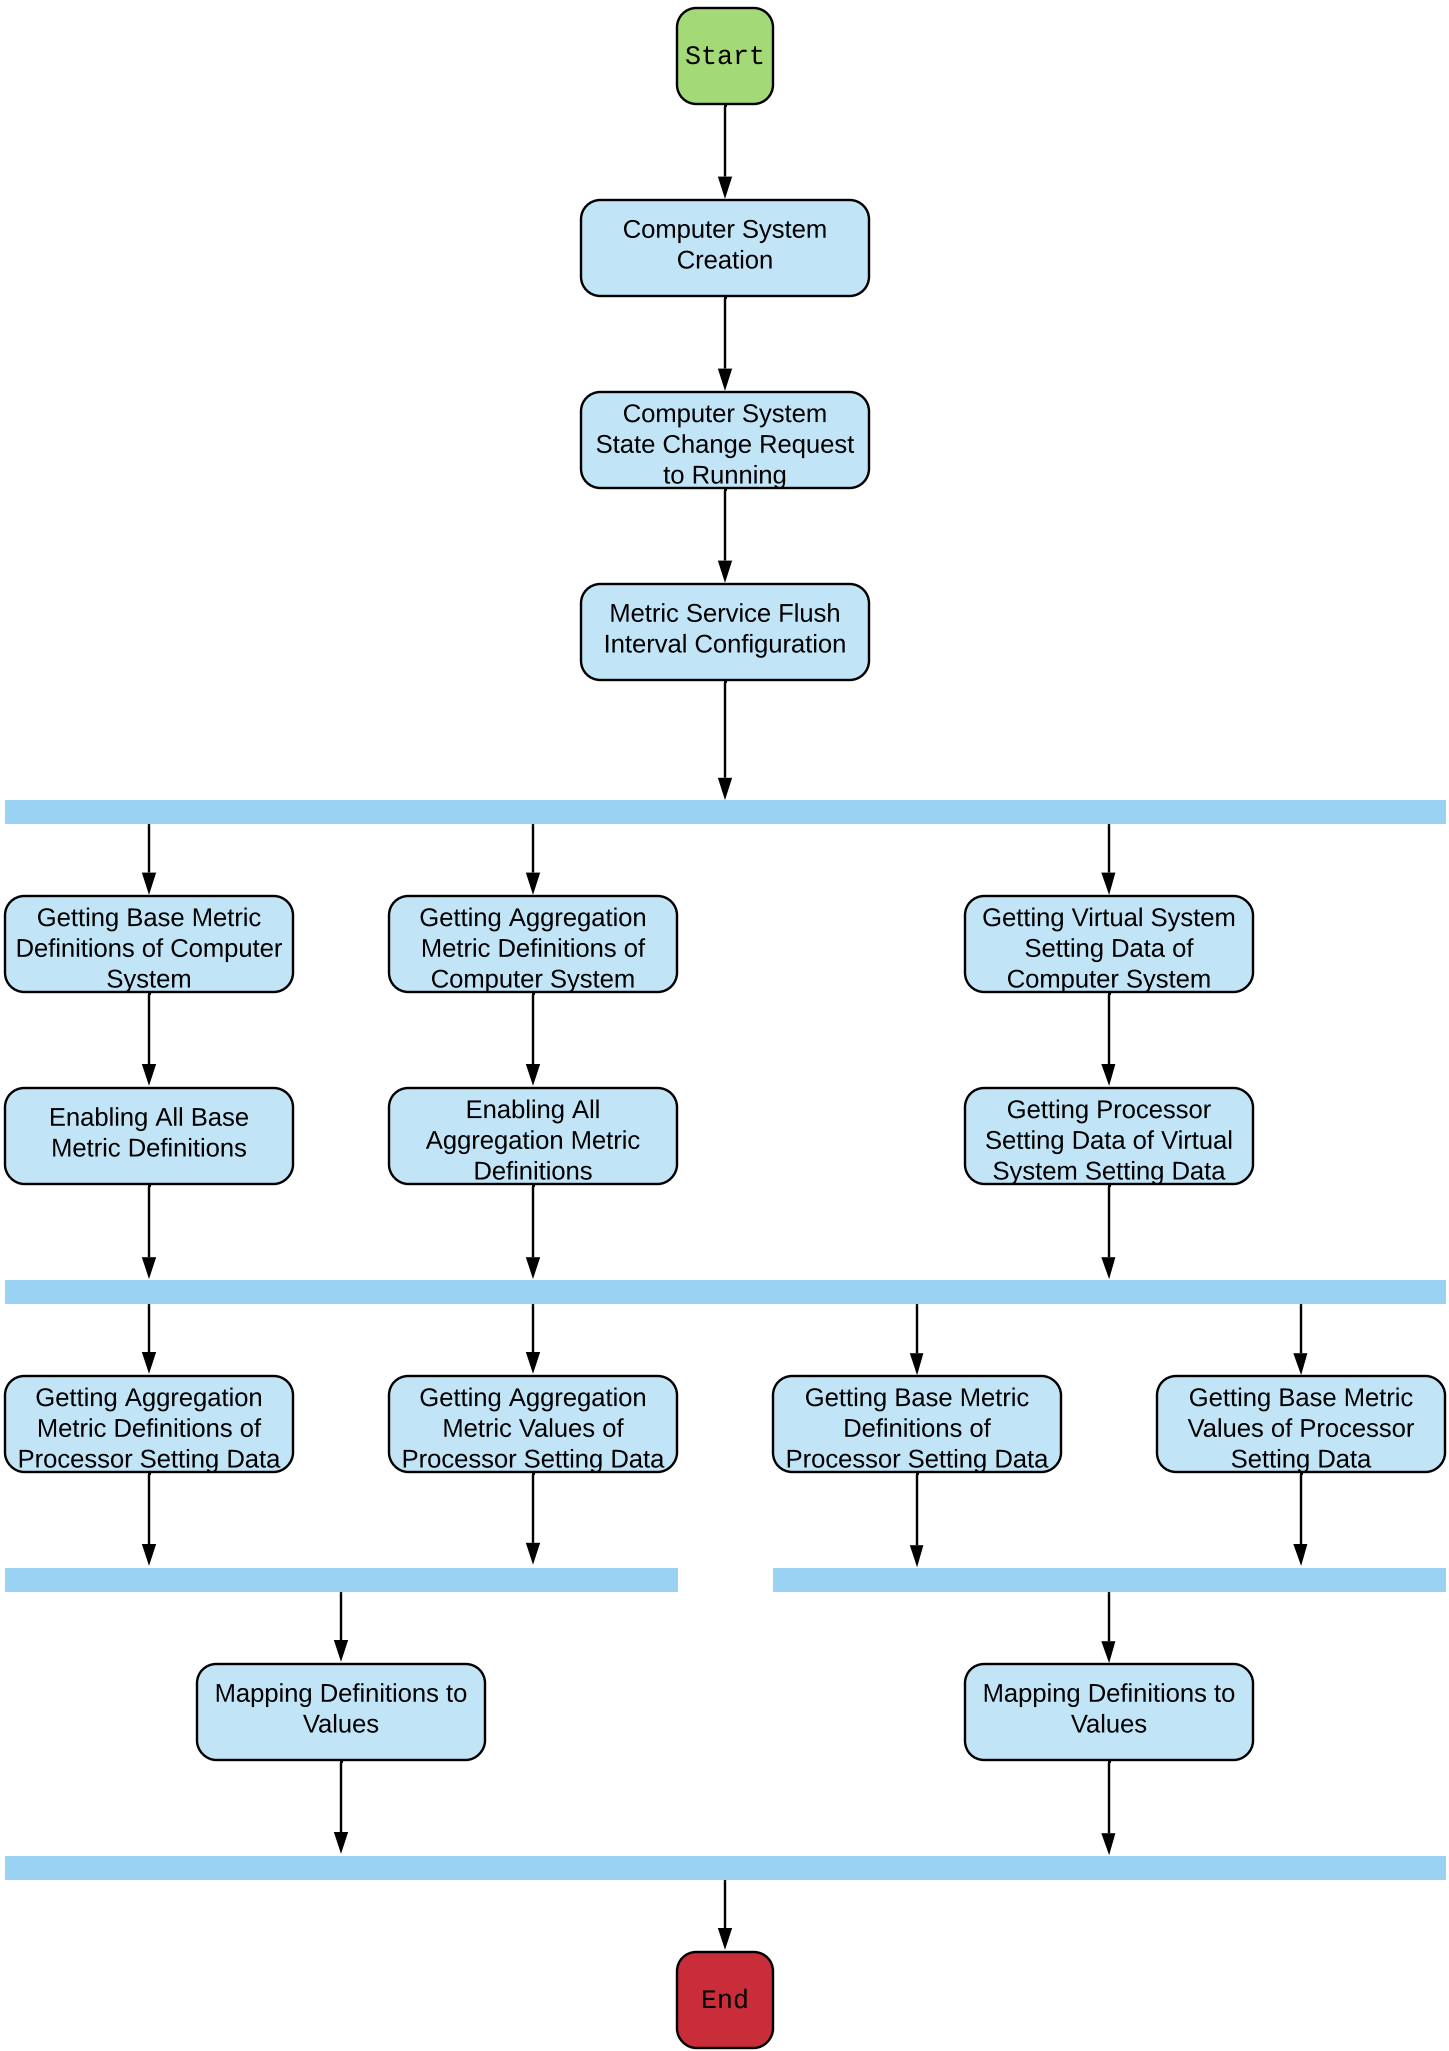 Start
Computer System
Creation
Computer System
State Change Request
to Running
Metric Service Flush
Interval Configuration
Getting Base Metric
Definitions of Computer
System
Getting Aggregation
Metric Definitions of
Computer System
Getting Virtual System
Setting Data of
Computer System
Enabling All Base
Metric Definitions
Enabling All
Aggregation Metric
Definitions
Getting Processor
Setting Data of Virtual
System Setting Data
Getting Aggregation
Metric Definitions of
Processor Setting Data
Getting Aggregation
Metric Values of
Processor Setting Data
Getting Base Metric
Definitions of
Processor Setting Data
Getting Base Metric
Values of Processor
Setting Data
Mapping Definitions to
Values
Mapping Definitions to
Values
End